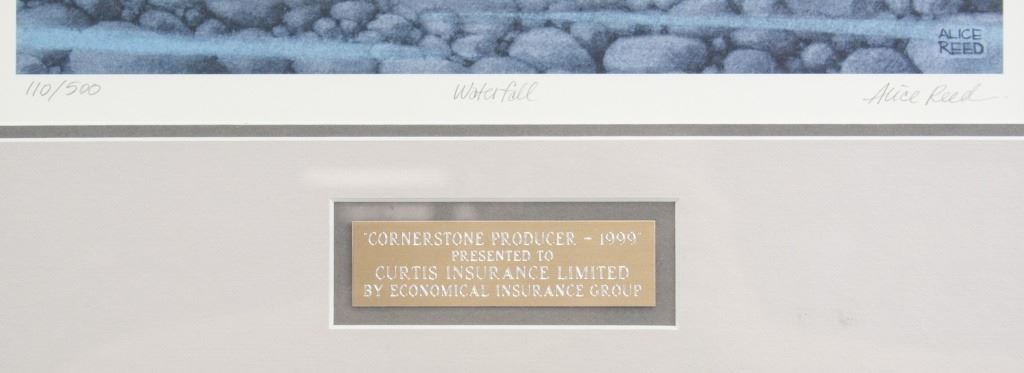 ALICE
REED
110/500 Waterfall Alice Reed
"CORNERSTONE PRODUCER - 1999"
PRESENTED TO
CURTIS INSURANCE LIMITED
BY ECONOMICAL INSURANCE GROUP